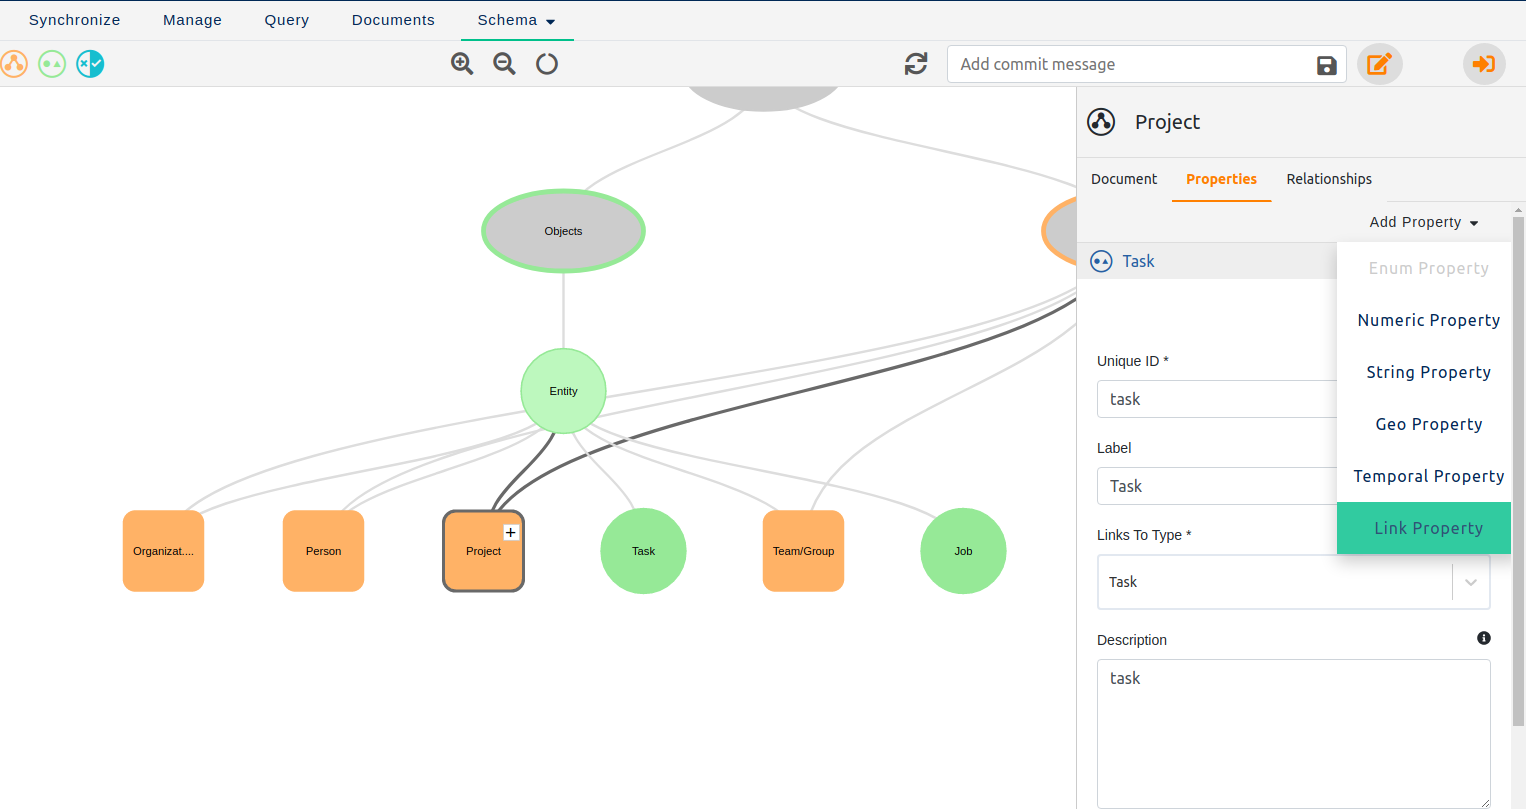 Synchronize Manage Query Documents Schema
Add commit message
Project
Document Properties Relationships
Add Property
Task
Enum Property
Numeric Property
String Property
Geo Property
Temporal Property
Link Property
Unique ID *
task
Label
Task
Links To Type *
Task
Description
task
Objects
Entity
Organizat....
Person
Project
Task
Team/Group
Job